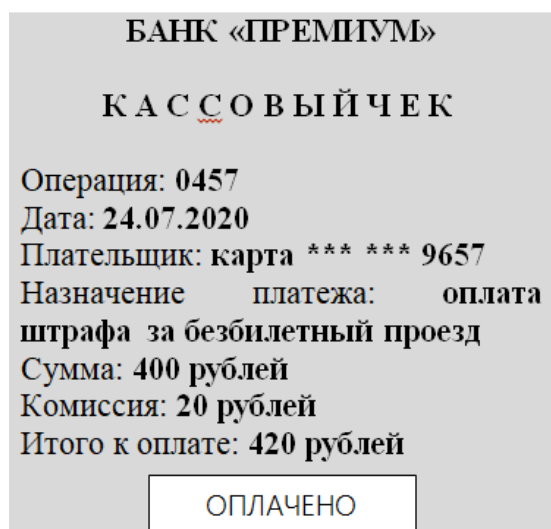 БАНК «ПРЕМИУМ»
К А С С О В Ы Й Ч Е К
Операция: 0457
Дата: 24.07.2020
Плательщик: карта *** *** 9657
Назначение платежа: оплата
штрафа за безбилетный проезд
Сумма: 400 рублей
Комиссия: 20 рублей
Итого к оплате: 420 рублей
ОПЛАЧЕНО